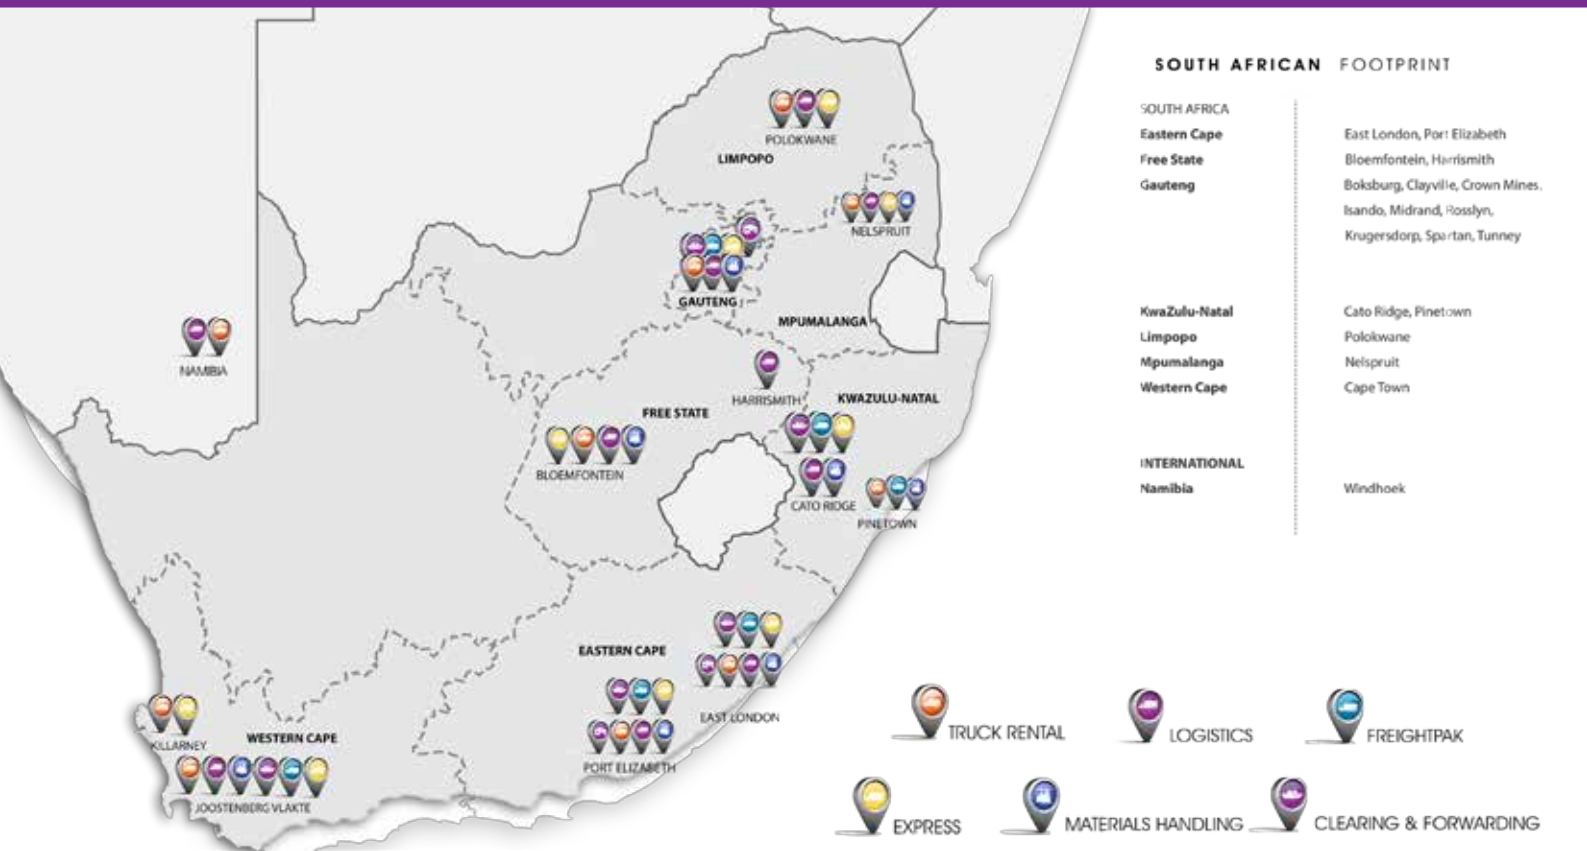 SOUTH AFRICAN FOOTPRINT
SOUTH AFRICA
Eastern Cape East London, Port Elizabeth
Free State Bloemfontein, Harrismith
Gauteng Boksburg, Clayville, Crown Mines,
Isando, Midrand, Rosslyn,
Krugersdorp, Spartan, Tunney
KwaZulu-Natal Cato Ridge, Pinetown
Limpopo Polokwane
Mpumalanga Nelspruit
Western Cape Cape Town
INTERNATIONAL
Namibia Windhoek
POLOKWANE
LIMPOPO
NELSPRUIT
GAUTENG
MPUMALANGA
NAMIBIA
HARRISMITH
KWAZULU-NATAL
FREE STATE
BLOEMFONTEIN
CATO RIDGE
PINETOWN
EASTERN CAPE
EAST LONDON
KILLARNEY
WESTERN CAPE
PORT ELIZABETH
JOOSTENBERG VLAKTE
TRUCK RENTAL
LOGISTICS
FREIGHTPAK
EXPRESS
MATERIALS HANDLING
CLEARING & FORWARDING